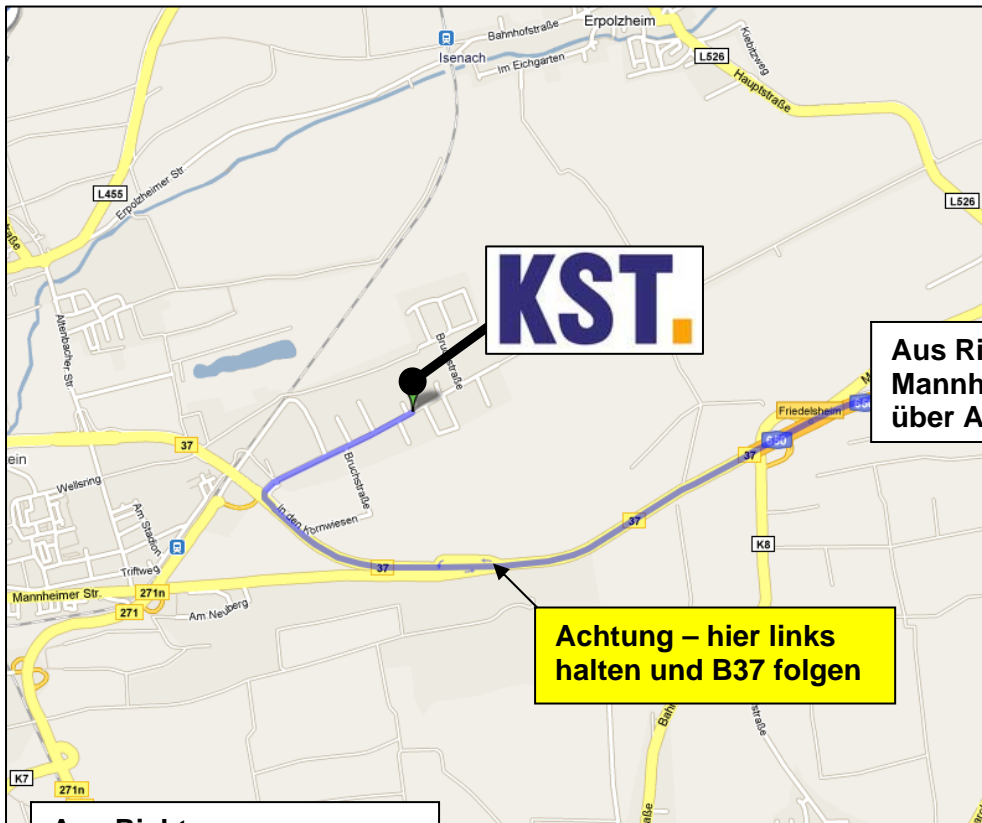 Erpolzheim
Bahnhofstraße
Kiebitzweg
Isenach
Im Eichgarten
L526
Hauptstraße
L455
Erpolzheimer Str
L526
KST.
Altenbacher Str.
Bruchstraße
Aus Ri
Mannh
über A
Friedelsheim
650
37
37
ein
Wellsring
Bruchstraße
In den Kornwiesen
Am Stadion
37
K8
Triftweg
37
Mannheimer Str.
271n
271
Am Neuberg
Achtung – hier links
halten und B37 folgen
K7
271n